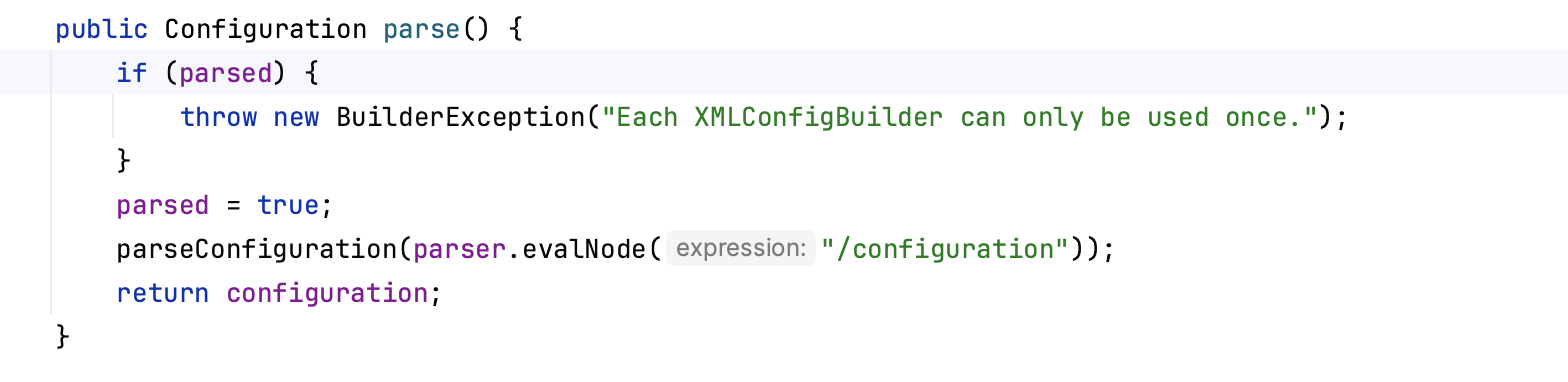 public Configuration parse() {
if (parsed) {
throw new BuilderException("Each XMLConfigBuilder can only be used once.");
}
parsed = true;
parseConfiguration(parser.evalNode( expression: "/configuration"));
return configuration;
}